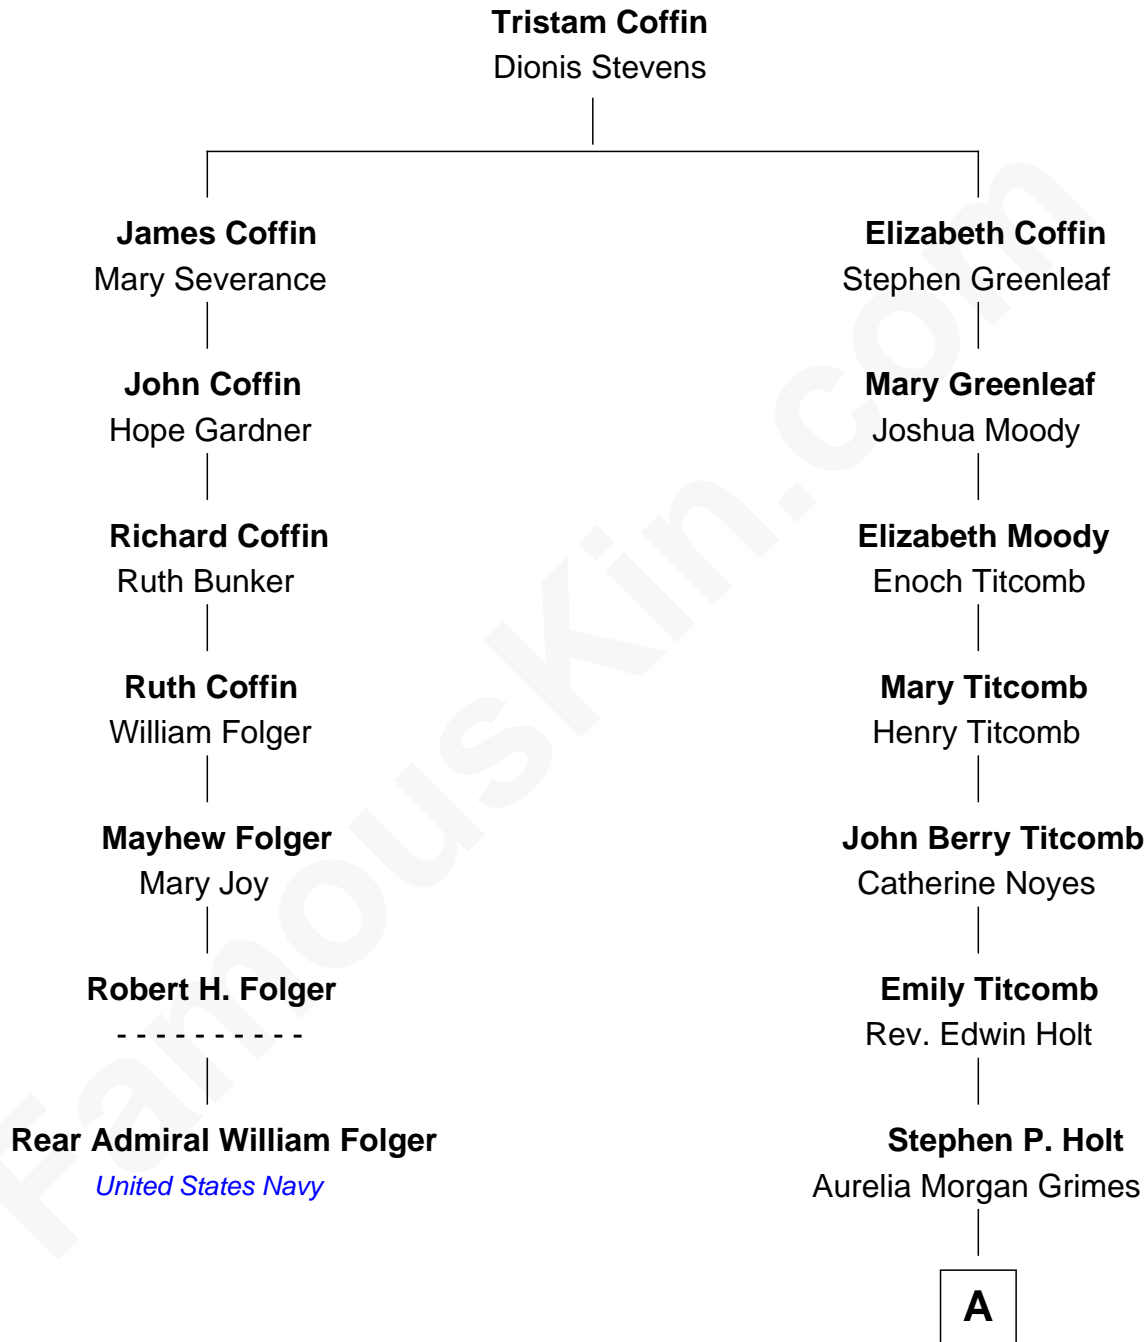 Tristam Coffin
Dionis Stevens
James Coffin
Mary Severance
John Coffin
Hope Gardner
Richard Coffin
Ruth Bunker
Ruth Coffin
William Folger
Mayhew Folger
Mary Joy
Robert H. Folger
- - - - - - - - - -
Rear Admiral William Folger
United States Navy
Elizabeth Coffin
Stephen Greenleaf
Mary Greenleaf
Joshua Moody
Elizabeth Moody
Enoch Titcomb
Mary Titcomb
Henry Titcomb
John Berry Titcomb
Catherine Noyes
Emily Titcomb
Rev. Edwin Holt
Stephen P. Holt
Aurelia Morgan Grimes
A
FamousKin.com